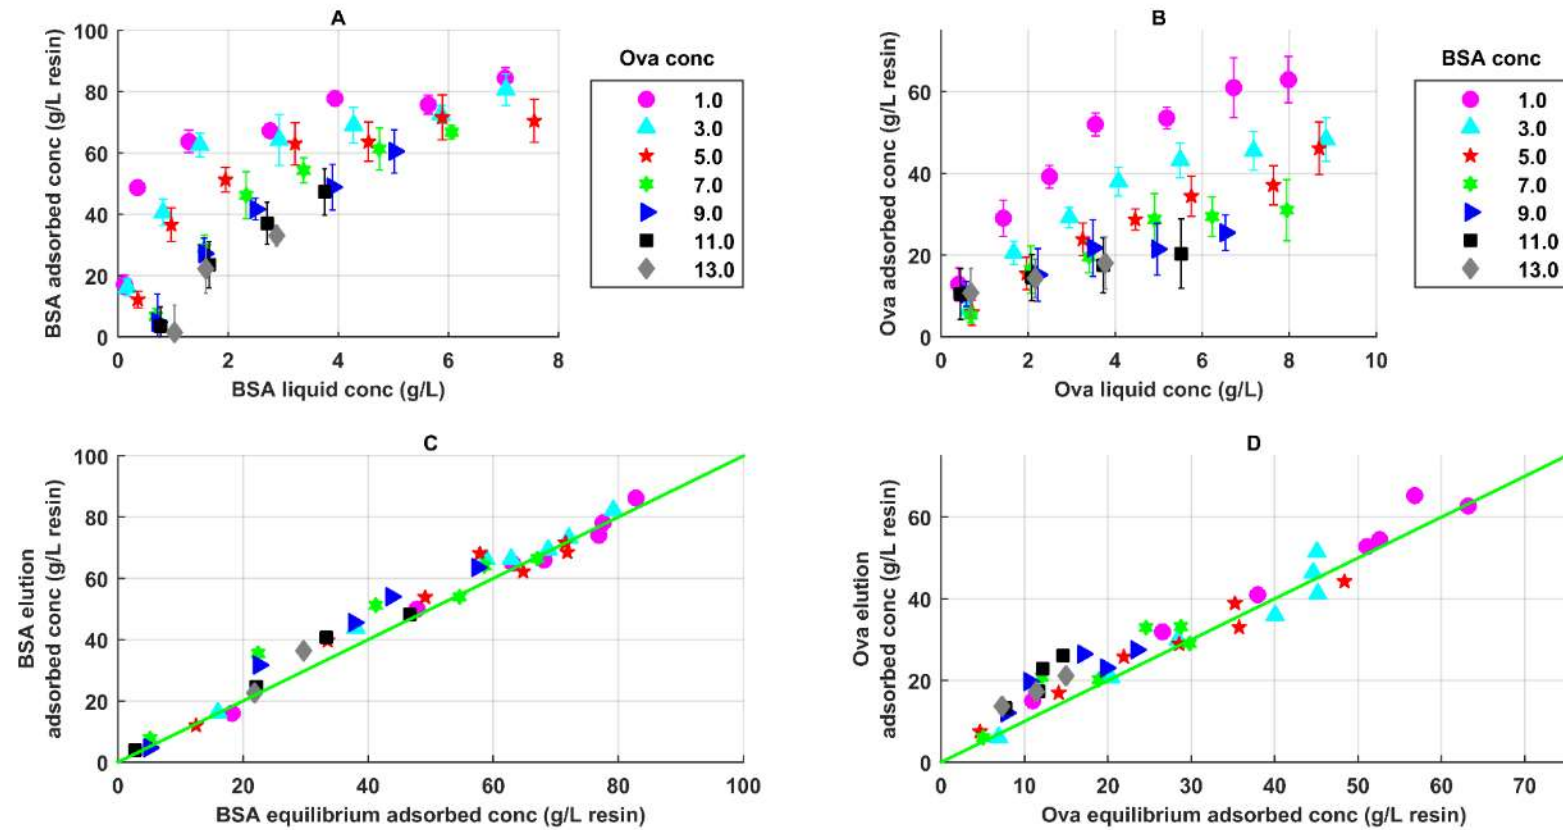 A
BSA adsorbed conc (g/L resin)
100
80
60
40
20
0
0 2 4 6 8
BSA liquid conc (g/L)
Ova conc
1.0
3.0
5.0
7.0
9.0
11.0
13.0
B
Ova adsorbed conc (g/L resin)
60
40
20
0
0 2 4 6 8 10
Ova liquid conc (g/L)
BSA conc
1.0
3.0
5.0
7.0
9.0
11.0
13.0
C
BSA elution
adsorbed conc (g/L resin)
100
80
60
40
20
0
0 20 40 60 80 100
BSA equilibrium adsorbed conc (g/L resin)
D
Ova elution
adsorbed conc (g/L resin)
60
40
20
0
0 10 20 30 40 50 60 70
Ova equilibrium adsorbed conc (g/L resin)